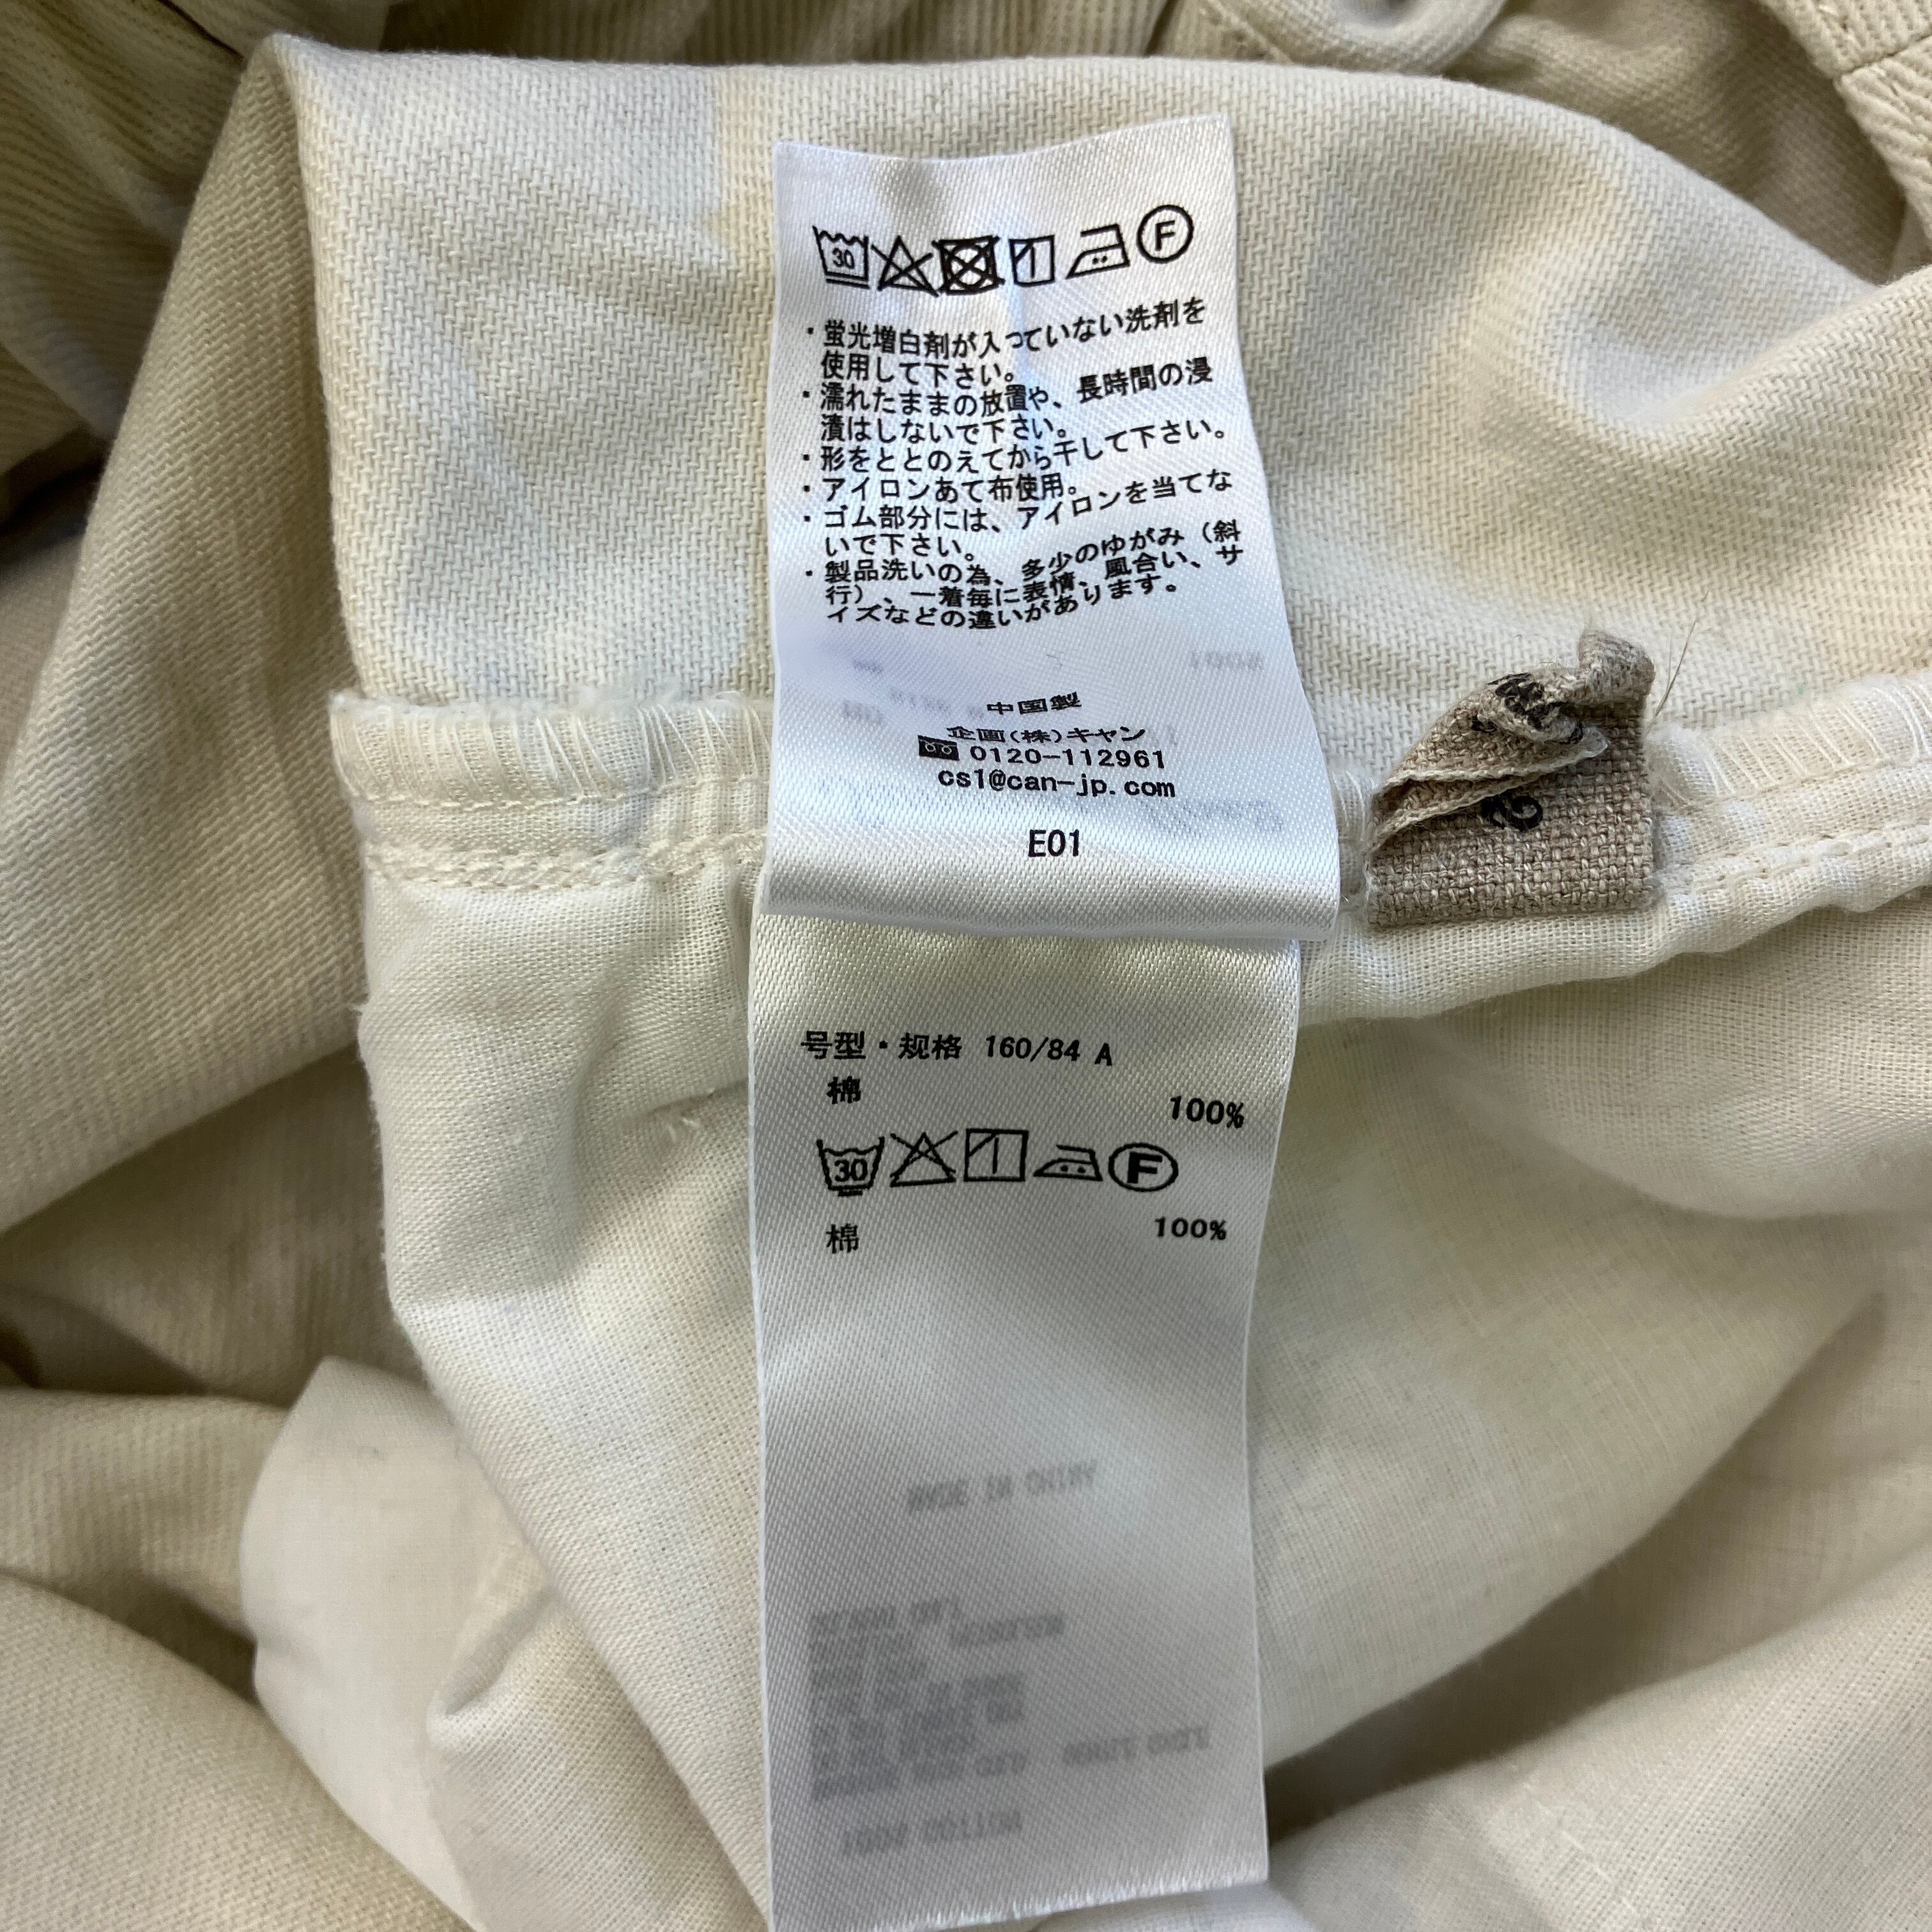 30
F
・蛍光増白剤が入っていない洗剤を
使用して下さい。
・濡れたままの放置や、長時間の浸
漬はしないで下さい。
・形をととのえてから干して下さい。
・アイロンあて布使用。
・ゴム部分には、アイロンを当てな
いで下さい。
・製品洗いの為、多少のゆがみ（斜
行）、一着毎に表情、風合い、サ
イズなどの違いがあります。
中国製
企画(株)キャン
0120-112961
cs1@can-jp.com
E01
号型・规格 160/84 A
棉 100%
30
F
棉 100%